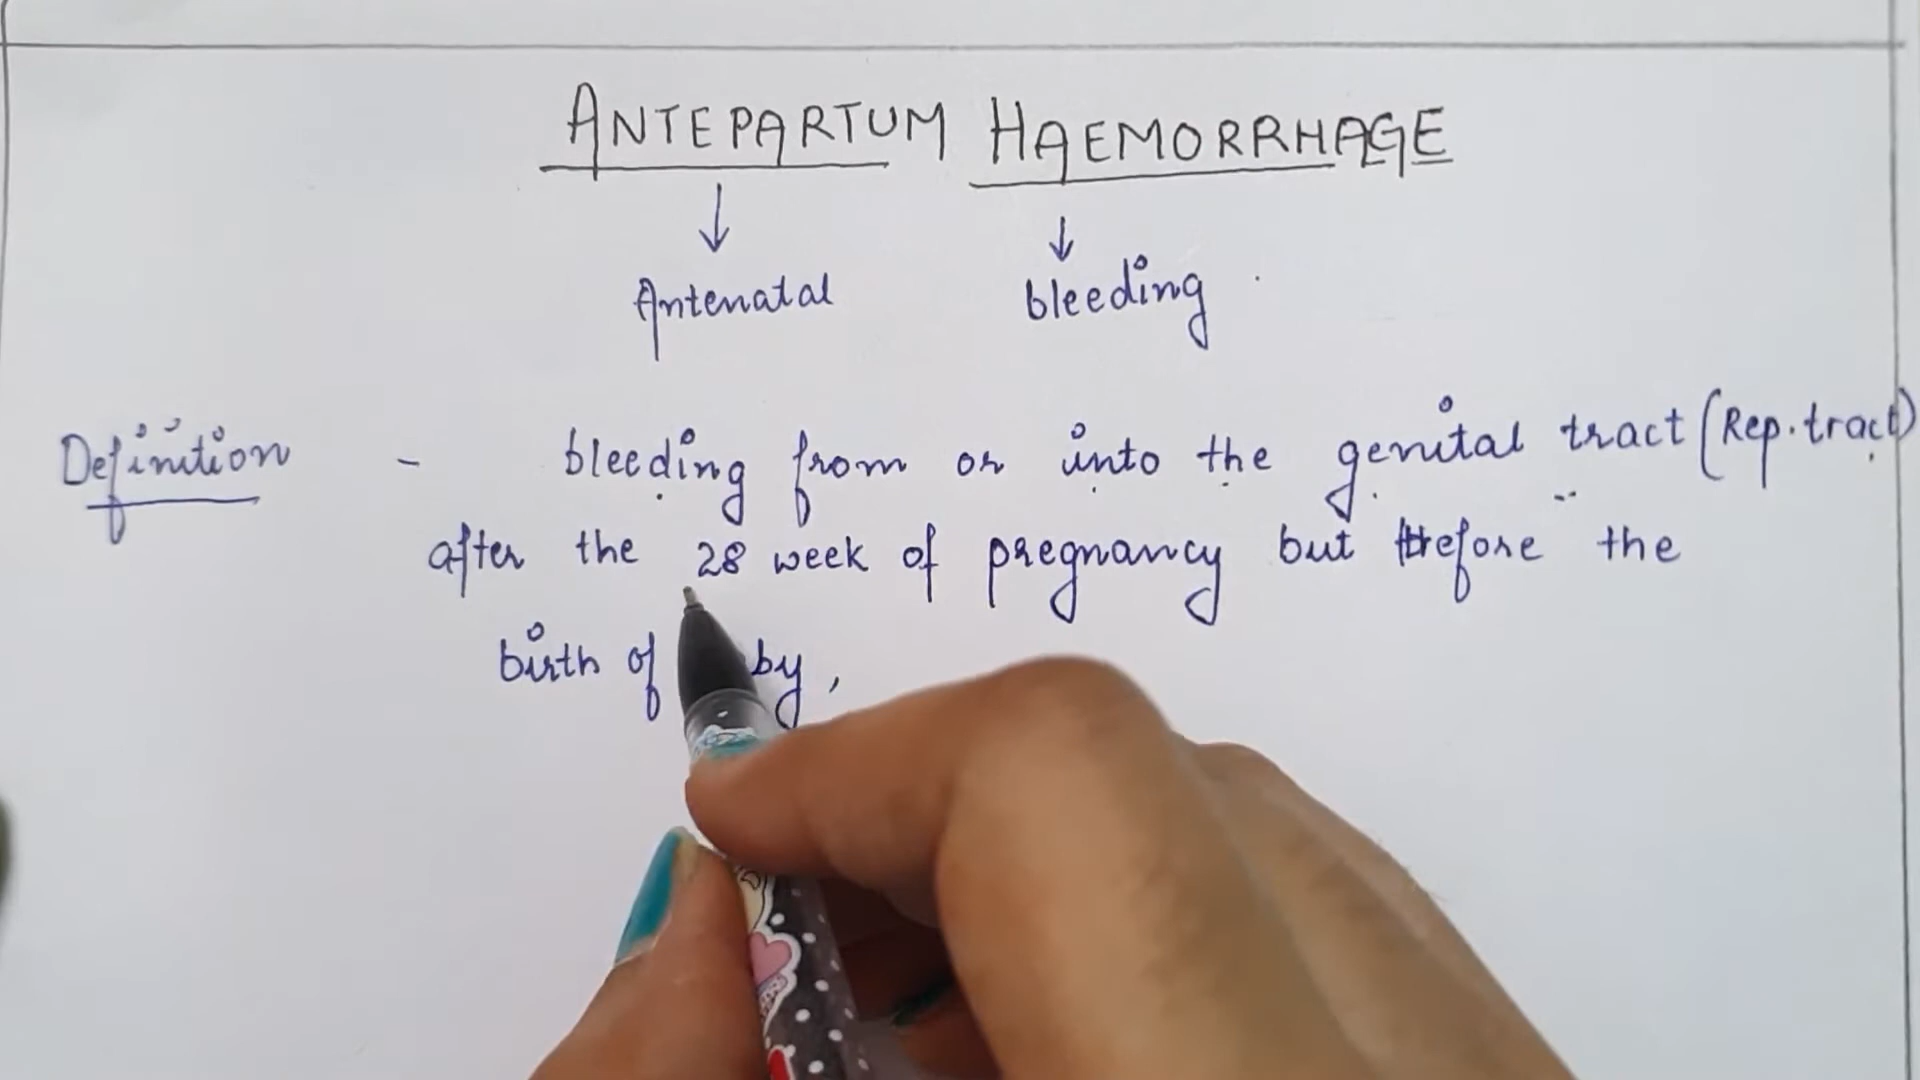 ANTEPARTUM HAEMORRHAGE
Antenatal bleeding
Definition - bleeding from or into the genital tract (Rep. tract)
after the 28 week of pregnancy but before the
birth of by,